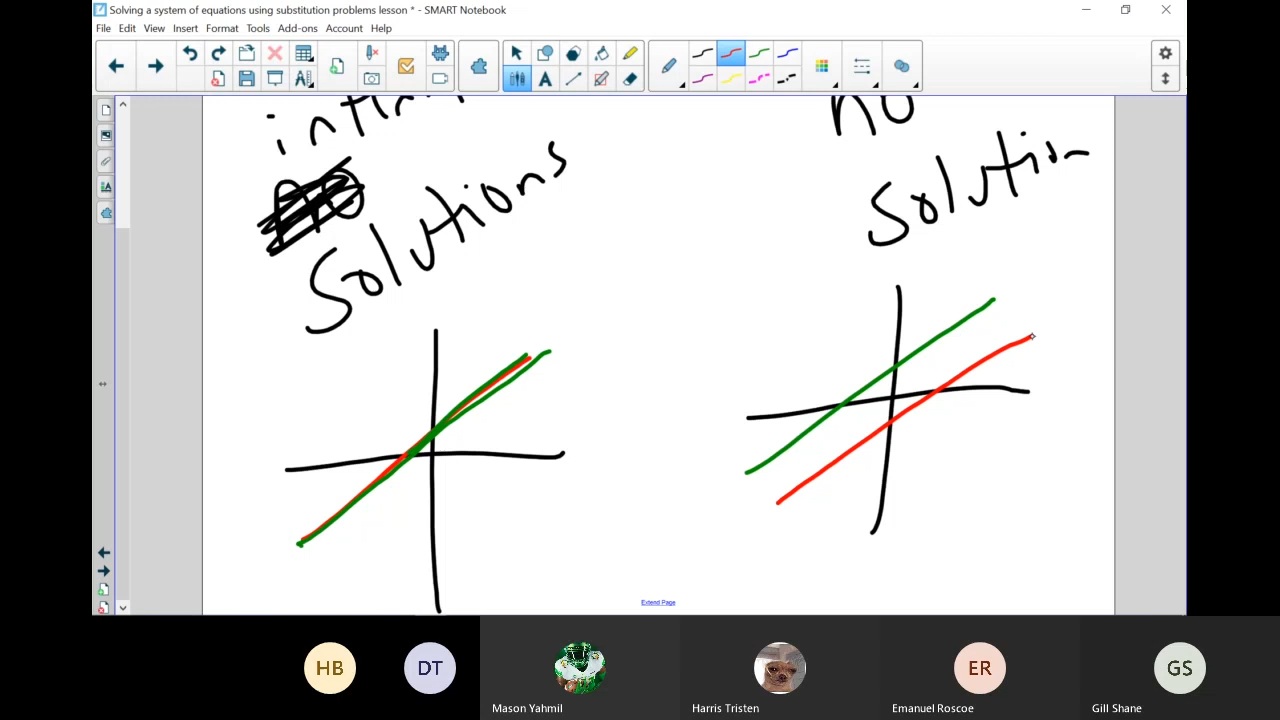 Solving a system of equations using substitution problems lesson * - SMART Notebook
File Edit View Insert Format Tools Add-ons Account Help
no
Solutions
Solution
Extend Page
HB
DT
ER
GS
Mason Yahmil
Harris Tristen
Emanuel Roscoe
Gill Shane